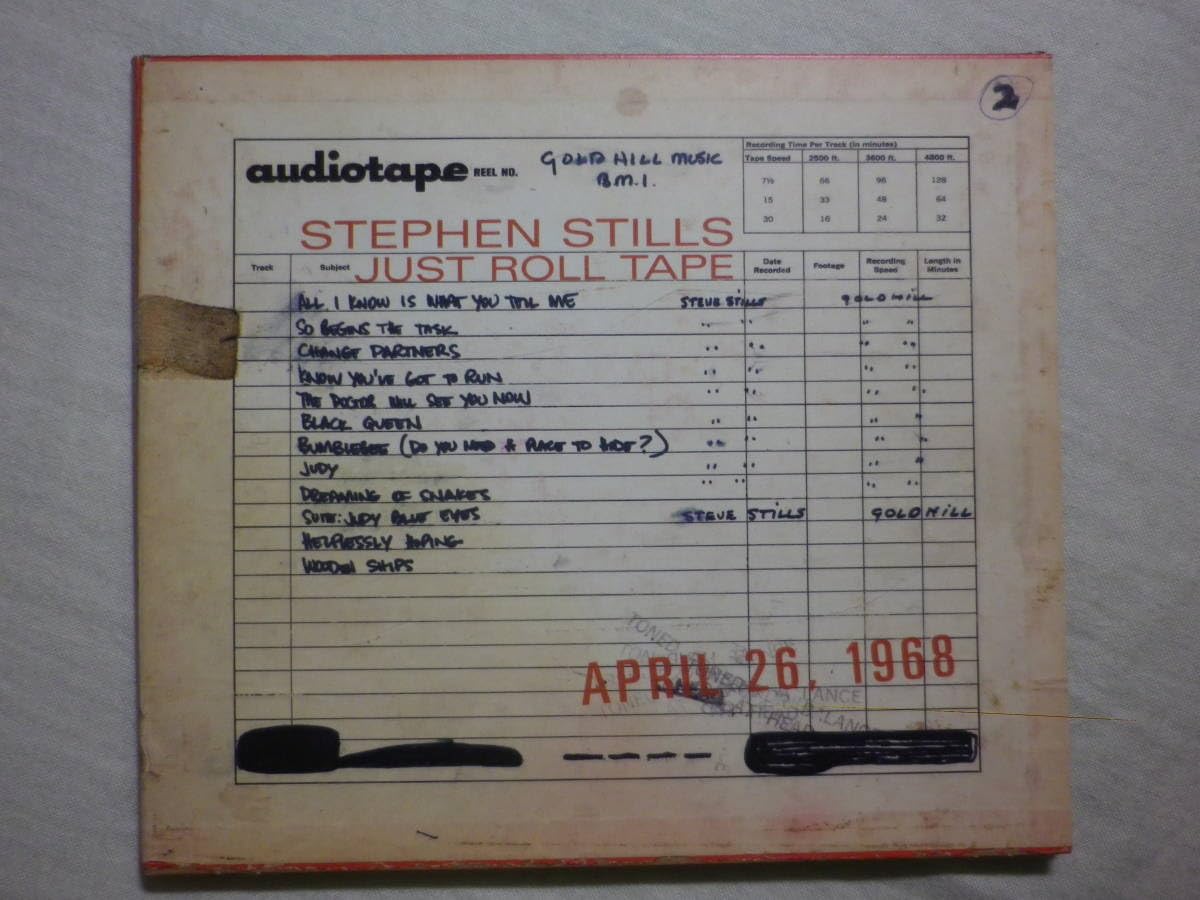 2
audiotape REEL NO. GOLD HILL MUSIC
B.M.I.
Recording Time Per Track (in minutes)
Tape Speed 2500 ft. 3600 ft. 4800 ft.
7½ 66 96 128
15 33 48 64
30 16 24 32
STEPHEN STILLS
JUST ROLL TAPE
Track Subject Date Recorded Footage Recording Speed Length in Minutes
ALL I KNOW IS WHAT YOU TELL ME STEVE STILLS GOLD HILL
SO BEGINS THE TASK " " " "
CHANGE PARTNERS " " " "
KNOW YOU'VE GOT TO RUN " " " "
THE DOCTOR WILL SEE YOU NOW " " " "
BLACK QUEEN " " " "
BUMBLEBEE (DO YOU NEED A PLACE TO HIDE?) " " " "
JUDY " " " "
DREAMING OF SNAKES " " " "
SUITE: JUDY BLUE EYES STEVE STILLS GOLD HILL
HELPLESSLY HOPING
WOODEN SHIPS
APRIL 26, 1968